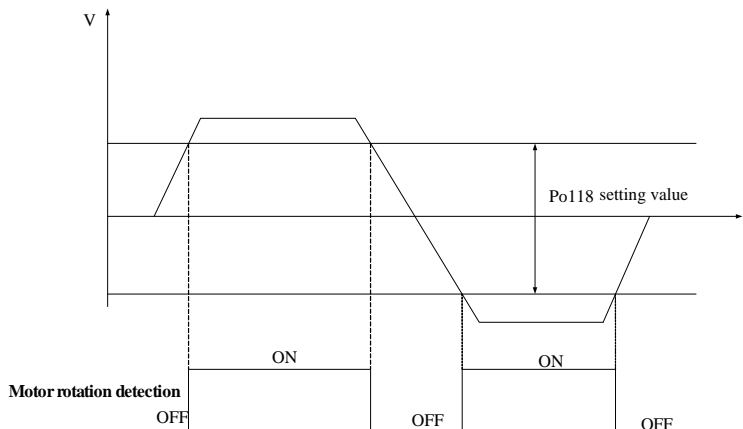 V
Po118 setting value
ON
ON
Motor rotation detection
OFF
OFF
OFF